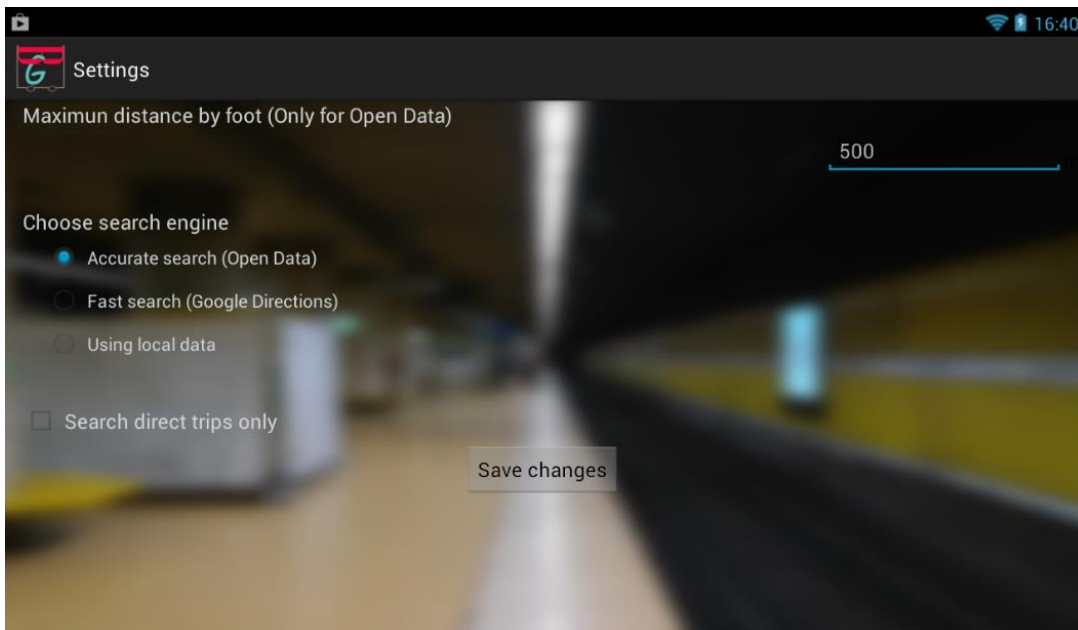 16:40
G
Settings
Maximun distance by foot (Only for Open Data)
500
Choose search engine
Accurate search (Open Data)
Fast search (Google Directions)
Using local data
Search direct trips only
Save changes